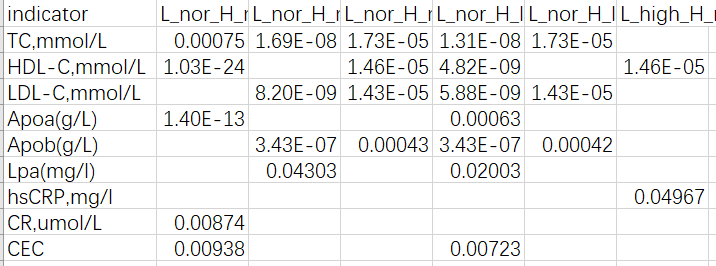 indicator L_nor_H_r L_nor_H_r L_nor_H_r L_nor_H_l L_nor_H_l L_high_H_r
TC,mmol/L 0.00075 1.69E-08 1.73E-05 1.31E-08 1.73E-05
HDL-C,mmol/L 1.03E-24 1.46E-05 4.82E-09 1.46E-05
LDL-C,mmol/L 8.20E-09 1.43E-05 5.88E-09 1.43E-05
Apoa(g/L) 1.40E-13 0.00063
Apob(g/L) 3.43E-07 0.00043 3.43E-07 0.00042
Lpa(mg/l) 0.04303 0.02003
hsCRP,mg/l 0.04967
CR,umol/L 0.00874
CEC 0.00938 0.00723